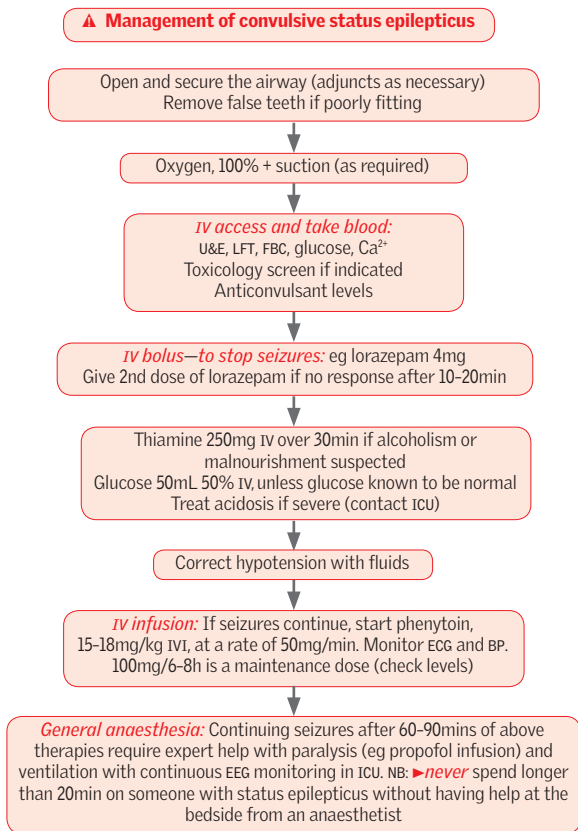 ⚠ Management of convulsive status epilepticus
Open and secure the airway (adjuncts as necessary)
Remove false teeth if poorly fitting
Oxygen, 100% + suction (as required)
IV access and take blood:
U&E, LFT, FBC, glucose, Ca²⁺
Toxicology screen if indicated
Anticonvulsant levels
IV bolus—to stop seizures: eg lorazepam 4mg
Give 2nd dose of lorazepam if no response after 10–20min
Thiamine 250mg IV over 30min if alcoholism or
malnourishment suspected
Glucose 50mL 50% IV, unless glucose known to be normal
Treat acidosis if severe (contact ICU)
Correct hypotension with fluids
IV infusion: If seizures continue, start phenytoin,
15–18mg/kg IVI, at a rate of 50mg/min. Monitor ECG and BP.
100mg/6–8h is a maintenance dose (check levels)
General anaesthesia: Continuing seizures after 60–90mins of above
therapies require expert help with paralysis (eg propofol infusion) and
ventilation with continuous EEG monitoring in ICU. NB: ►never spend longer
than 20min on someone with status epilepticus without having help at the
bedside from an anaesthetist